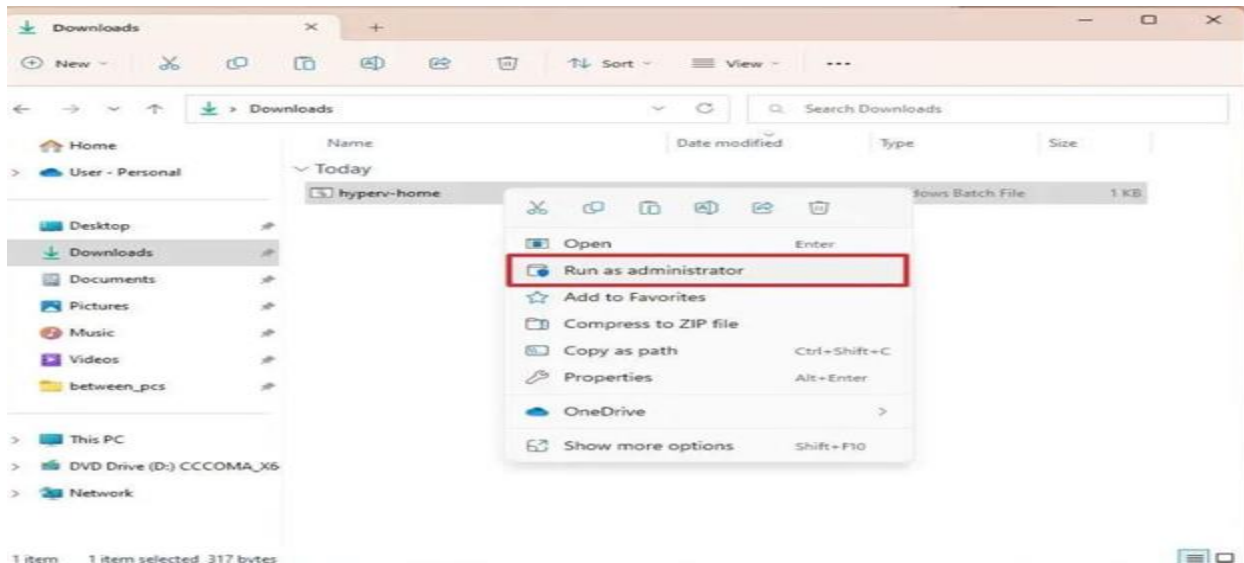 Downloads
New
Sort
View
Downloads
Search Downloads
Name
Date modified
Type
Size
Home
User - Personal
Desktop
Downloads
Documents
Pictures
Music
Videos
between_pcs
This PC
DVD Drive (D:) CCCOMA_X6
Network
Today
hyperv-home
Batch File
1 KB
Open Enter
Run as administrator
Add to Favorites
Compress to ZIP file
Copy as path Ctrl+Shift+C
Properties Alt+Enter
OneDrive
Show more options Shift+F10
1 item 1 item selected 317 bytes